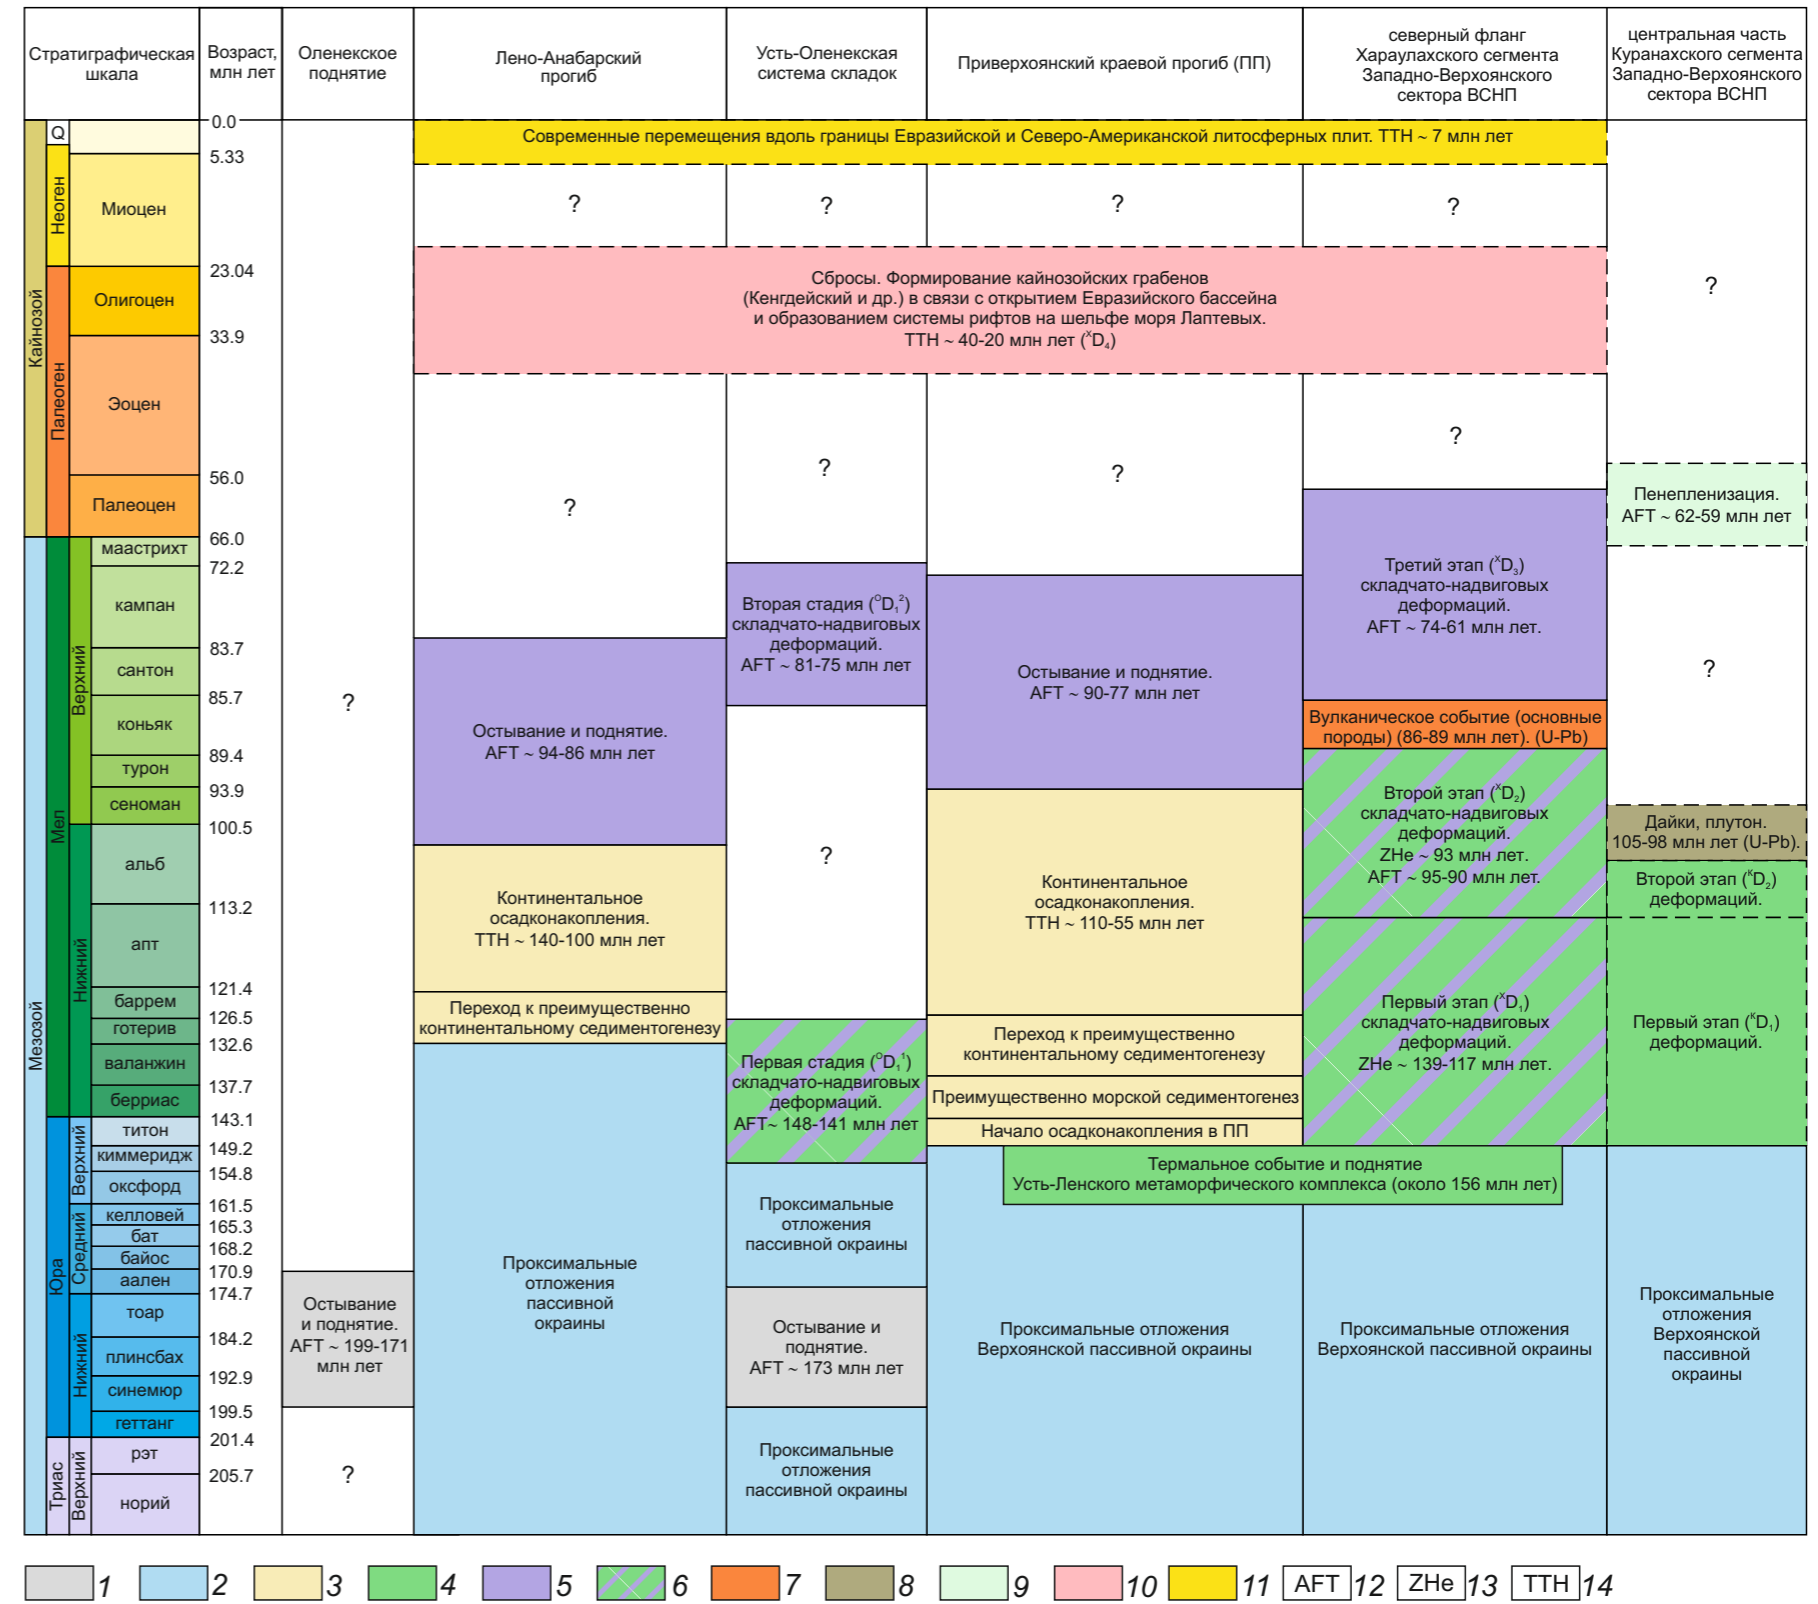 Стратиграфическая
шкала
Возраст,
млн лет
Оленекское
поднятие
Лено-Анабарский
прогиб
Усть-Оленекская
система складок
Приверхоянский краевой прогиб (ПП)
северный фланг
Хараулахского сегмента
Западно-Верхоянского
сектора ВСНП
центральная часть
Куранахского сегмента
Западно-Верхоянского
сектора ВСНП
Кайнозой
Мезозой
Q
Неоген
Палеоген
Мел
Юра
Триас
Верхний
Нижний
Верхний
Средний
Нижний
Верхний
Миоцен
Олигоцен
Эоцен
Палеоцен
маастрихт
кампан
сантон
коньяк
турон
сеноман
альб
апт
баррем
готерив
валанжин
берриас
титон
киммеридж
оксфорд
келловей
бат
байос
аален
тоар
плинсбах
синемюр
геттанг
рэт
норий
0.0
5.33
23.04
33.9
56.0
66.0
72.2
83.7
85.7
89.4
93.9
100.5
113.2
121.4
126.5
132.6
137.7
143.1
149.2
154.8
161.5
165.3
168.2
170.9
174.7
184.2
192.9
199.5
201.4
205.7
?
Остывание
и поднятие.
AFT ~ 199-171
млн лет
?
Современные перемещения вдоль границы Евразийской и Северо-Американской литосферных плит. ТТН ~ 7 млн лет
?
?
?
?
Сбросы. Формирование кайнозойских грабенов
(Кенгдейский и др.) в связи с открытием Евразийского бассейна
и образованием системы рифтов на шельфе моря Лаптевых.
ТТН ~ 40-20 млн лет (ˣD₄)
?
Остывание и поднятие.
AFT ~ 94-86 млн лет
Континентальное
осадконакопления.
ТТН ~ 140-100 млн лет
Переход к преимущественно
континентальному седиментогенезу
Проксимальные
отложения
пассивной
окраины
?
Вторая стадия (ᴼD₁²)
складчато-надвиговых
деформаций.
AFT ~ 81-75 млн лет
?
Первая стадия (ᴼD₁¹)
складчато-надвиговых
деформаций.
AFT~ 148-141 млн лет
Проксимальные
отложения
пассивной окраины
Остывание и
поднятие.
AFT ~ 173 млн лет
Проксимальные
отложения
пассивной окраины
?
Остывание и поднятие.
AFT ~ 90-77 млн лет
Континентальное
осадконакопления.
ТТН ~ 110-55 млн лет
Переход к преимущественно
континентальному седиментогенезу
Преимущественно морской седиментогенез
Начало осадконакопления в ПП
Термальное событие и поднятие
Усть-Ленского метаморфического комплекса (около 156 млн лет)
Проксимальные отложения
Верхоянской пассивной окраины
?
Третий этап (ˣD₃)
складчато-надвиговых
деформаций.
AFT ~ 74-61 млн лет.
Вулканическое событие (основные
породы) (86-89 млн лет). (U-Pb)
Второй этап (ˣD₂)
складчато-надвиговых
деформаций.
ZHe ~ 93 млн лет.
AFT ~ 95-90 млн лет.
Первый этап (ˣD₁)
складчато-надвиговых
деформаций.
ZHe ~ 139-117 млн лет.
Проксимальные отложения
Верхоянской пассивной окраины
?
Пенепленизация.
AFT ~ 62-59 млн лет
?
Дайки, плутон.
105-98 млн лет (U-Pb).
Второй этап (ᴷD₂)
деформаций.
Первый этап (ᴷD₁)
деформаций.
Проксимальные
отложения
Верхоянской
пассивной
окраины
1 2 3 4 5 6 7 8 9 10 11 AFT 12 ZHe 13 TTH 14